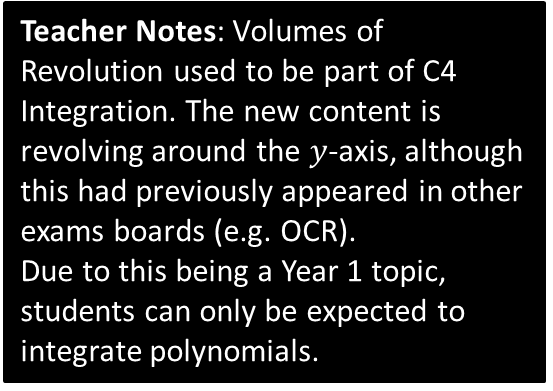 Teacher Notes: Volumes of
Revolution used to be part of C4
Integration. The new content is
revolving around the 𝑦-axis, although
this had previously appeared in other
exams boards (e.g. OCR).
Due to this being a Year 1 topic,
students can only be expected to
integrate polynomials.